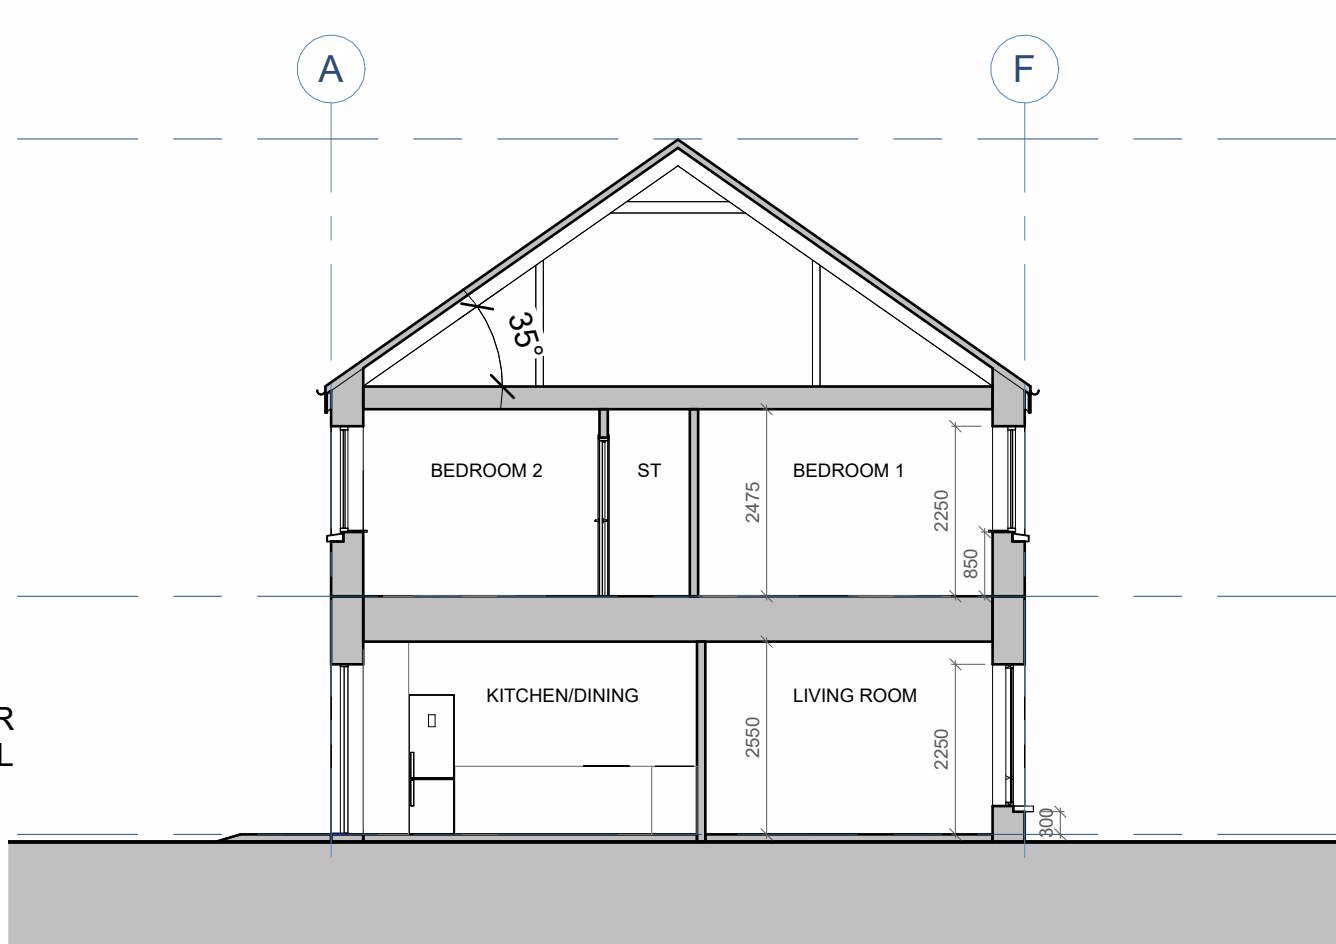 A
F
35°
BEDROOM 2
ST
BEDROOM 1
2475
2250
850
KITCHEN/DINING
LIVING ROOM
R
L
2550
2250
300